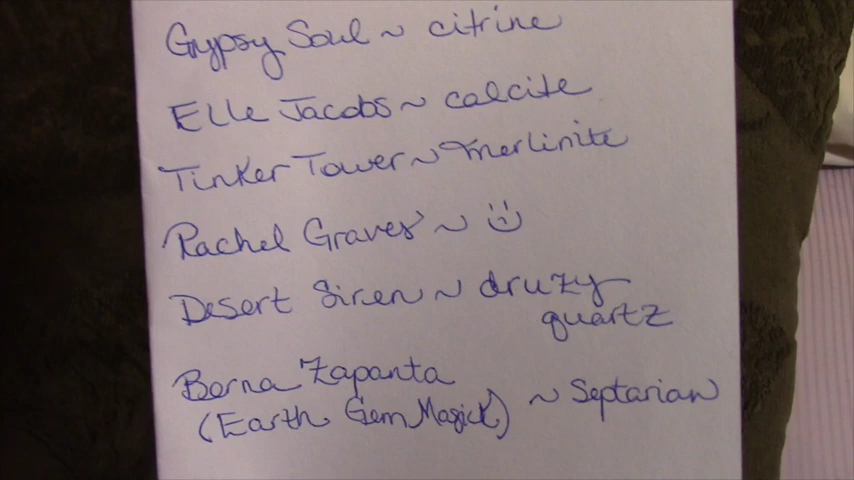 Gypsy Soul ~ citrine
Elle Jacobs ~ calcite
Tinker Tower ~ merlinite
Rachel Graves ~ :)
Desert Siren ~ druzy
quartz
Berna Zapanta
(Earth Gem Magick) ~ Septarian